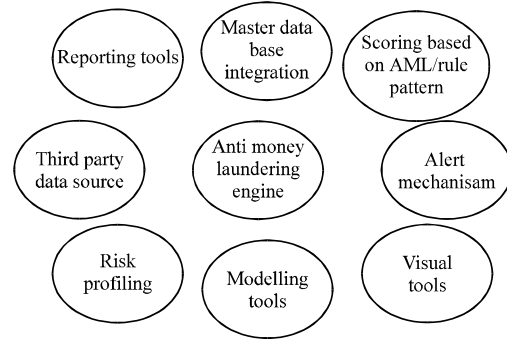 Reporting tools
Master data
base
integration
Scoring based
on AML/rule
pattern
Third party
data source
Anti money
laundering
engine
Alert
mechanisam
Risk
profiling
Modelling
tools
Visual
tools